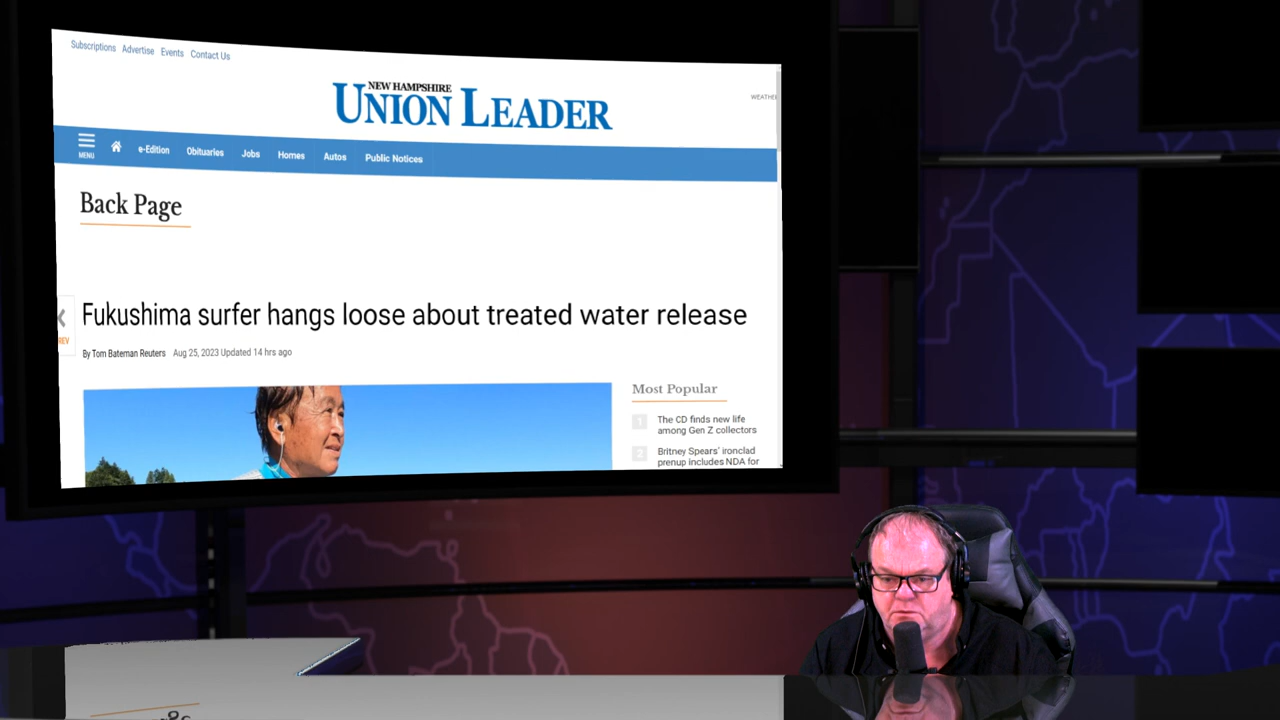 Subscriptions Advertise Events Contact Us
NEW HAMPSHIRE
UNION LEADER
MENU e-Edition Obituaries Jobs Homes Autos Public Notices
Back Page
Fukushima surfer hangs loose about treated water release
By Tom Bateman Reuters Aug 25, 2023 Updated 14 hrs ago
Most Popular
1 The CD finds new life
among Gen Z collectors
2 Britney Spears' ironclad
prenup includes NDA for